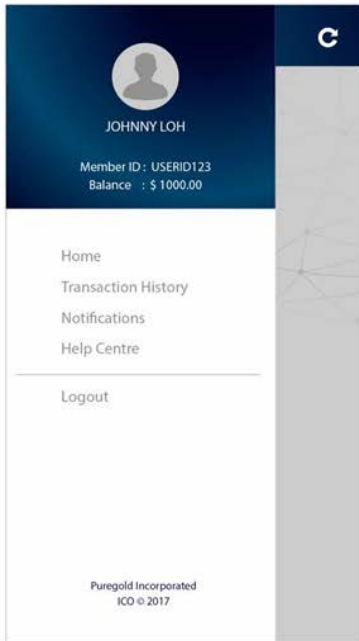 JOHNNY LOH
Member ID : USERID123
Balance : $ 1000.00
Home
Transaction History
Notifications
Help Centre
Logout
Puregold Incorporated
ICO © 2017